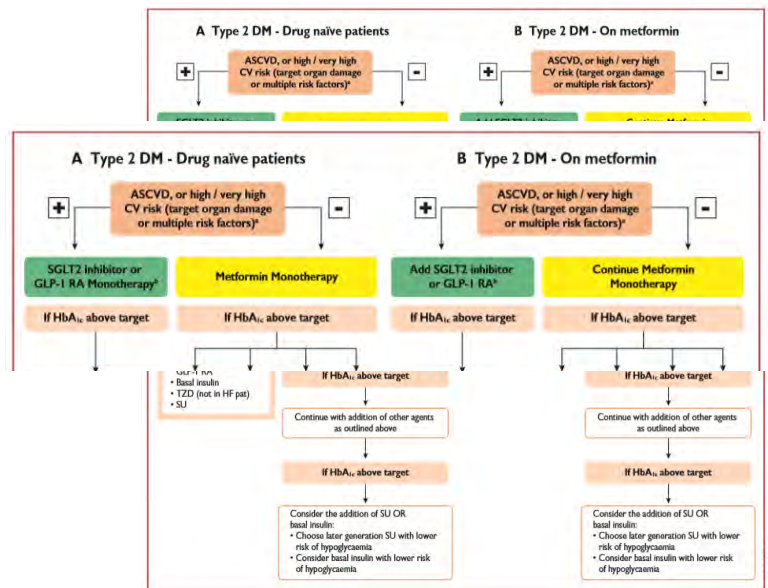 A Type 2 DM - Drug naïve patients
B Type 2 DM - On metformin
ASCVD, or high / very high
CV risk (target organ damage
or multiple risk factors)ᵃ
+
-
ASCVD, or high / very high
CV risk (target organ damage
or multiple risk factors)ᵃ
+
-
A Type 2 DM - Drug naïve patients
B Type 2 DM - On metformin
ASCVD, or high / very high
CV risk (target organ damage
or multiple risk factors)ᵃ
+
-
ASCVD, or high / very high
CV risk (target organ damage
or multiple risk factors)ᵃ
+
-
SGLT2 inhibitor or
GLP-1 RA Monotherapyᵇ
Metformin Monotherapy
Add SGLT2 inhibitor
or GLP-1 RAᵇ
Continue Metformin
Monotherapy
If HbA1c above target
If HbA1c above target
If HbA1c above target
If HbA1c above target
GLP-1 RA
• Basal insulin
• TZD (not in HF pat)
• SU
If HbA1c above target
If HbA1c above target
Continue with addition of other agents
as outlined above
Continue with addition of other agents
as outlined above
If HbA1c above target
If HbA1c above target
Consider the addition of SU OR
basal insulin:
• Choose later generation SU with lower
risk of hypoglycaemia
• Consider basal insulin with lower risk
of hypoglycaemia
Consider the addition of SU OR
basal insulin:
• Choose later generation SU with lower
risk of hypoglycaemia
• Consider basal insulin with lower risk
of hypoglycaemia